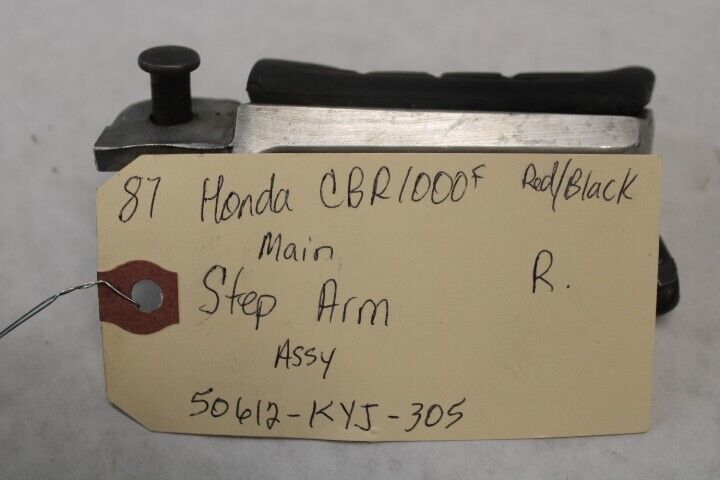 87 Honda CBR1000F Red/Black
Main
Step Arm R.
Assy
50612-KYJ-305